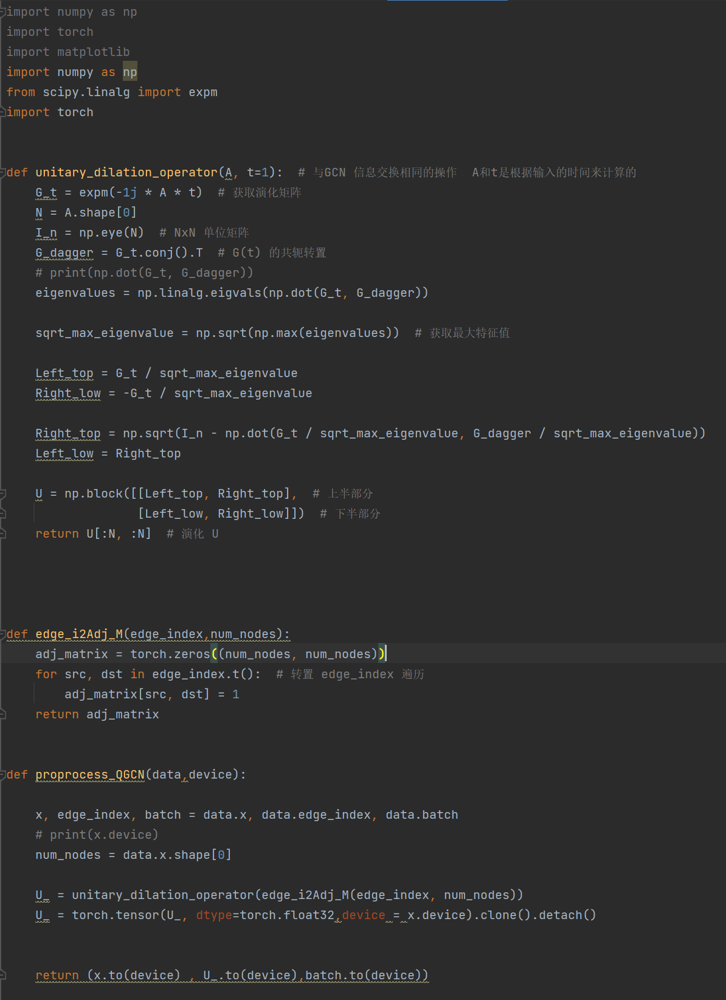 import numpy as np
import torch
import matplotlib
import numpy as np
from scipy.linalg import expm
import torch
def unitary_dilation_operator(A, t=1):  # 与GCN 信息交换相同的操作  A和t是根据输入的时间来计算的
    G_t = expm(-1j * A * t)  # 获取演化矩阵
    N = A.shape[0]
    I_n = np.eye(N)  # NxN 单位矩阵
    G_dagger = G_t.conj().T  # G(t) 的共轭转置
    # print(np.dot(G_t, G_dagger))
    eigenvalues = np.linalg.eigvals(np.dot(G_t, G_dagger))
    sqrt_max_eigenvalue = np.sqrt(np.max(eigenvalues))  # 获取最大特征值
    Left_top = G_t / sqrt_max_eigenvalue
    Right_low = -G_t / sqrt_max_eigenvalue
    Right_top = np.sqrt(I_n - np.dot(G_t / sqrt_max_eigenvalue, G_dagger / sqrt_max_eigenvalue))
    Left_low = Right_top
    U = np.block([[Left_top, Right_top],  # 上半部分
                  [Left_low, Right_low]])  # 下半部分
    return U[:N, :N]  # 演化 U
def edge_i2Adj_M(edge_index,num_nodes):
    adj_matrix = torch.zeros((num_nodes, num_nodes))
    for src, dst in edge_index.t():  # 转置 edge_index 遍历
        adj_matrix[src, dst] = 1
    return adj_matrix
def proprocess_QGCN(data,device):
    x, edge_index, batch = data.x, data.edge_index, data.batch
    # print(x.device)
    num_nodes = data.x.shape[0]
    U_ = unitary_dilation_operator(edge_i2Adj_M(edge_index, num_nodes))
    U_ = torch.tensor(U_, dtype=torch.float32,device = x.device).clone().detach()
    return (x.to(device) , U_.to(device),batch.to(device))